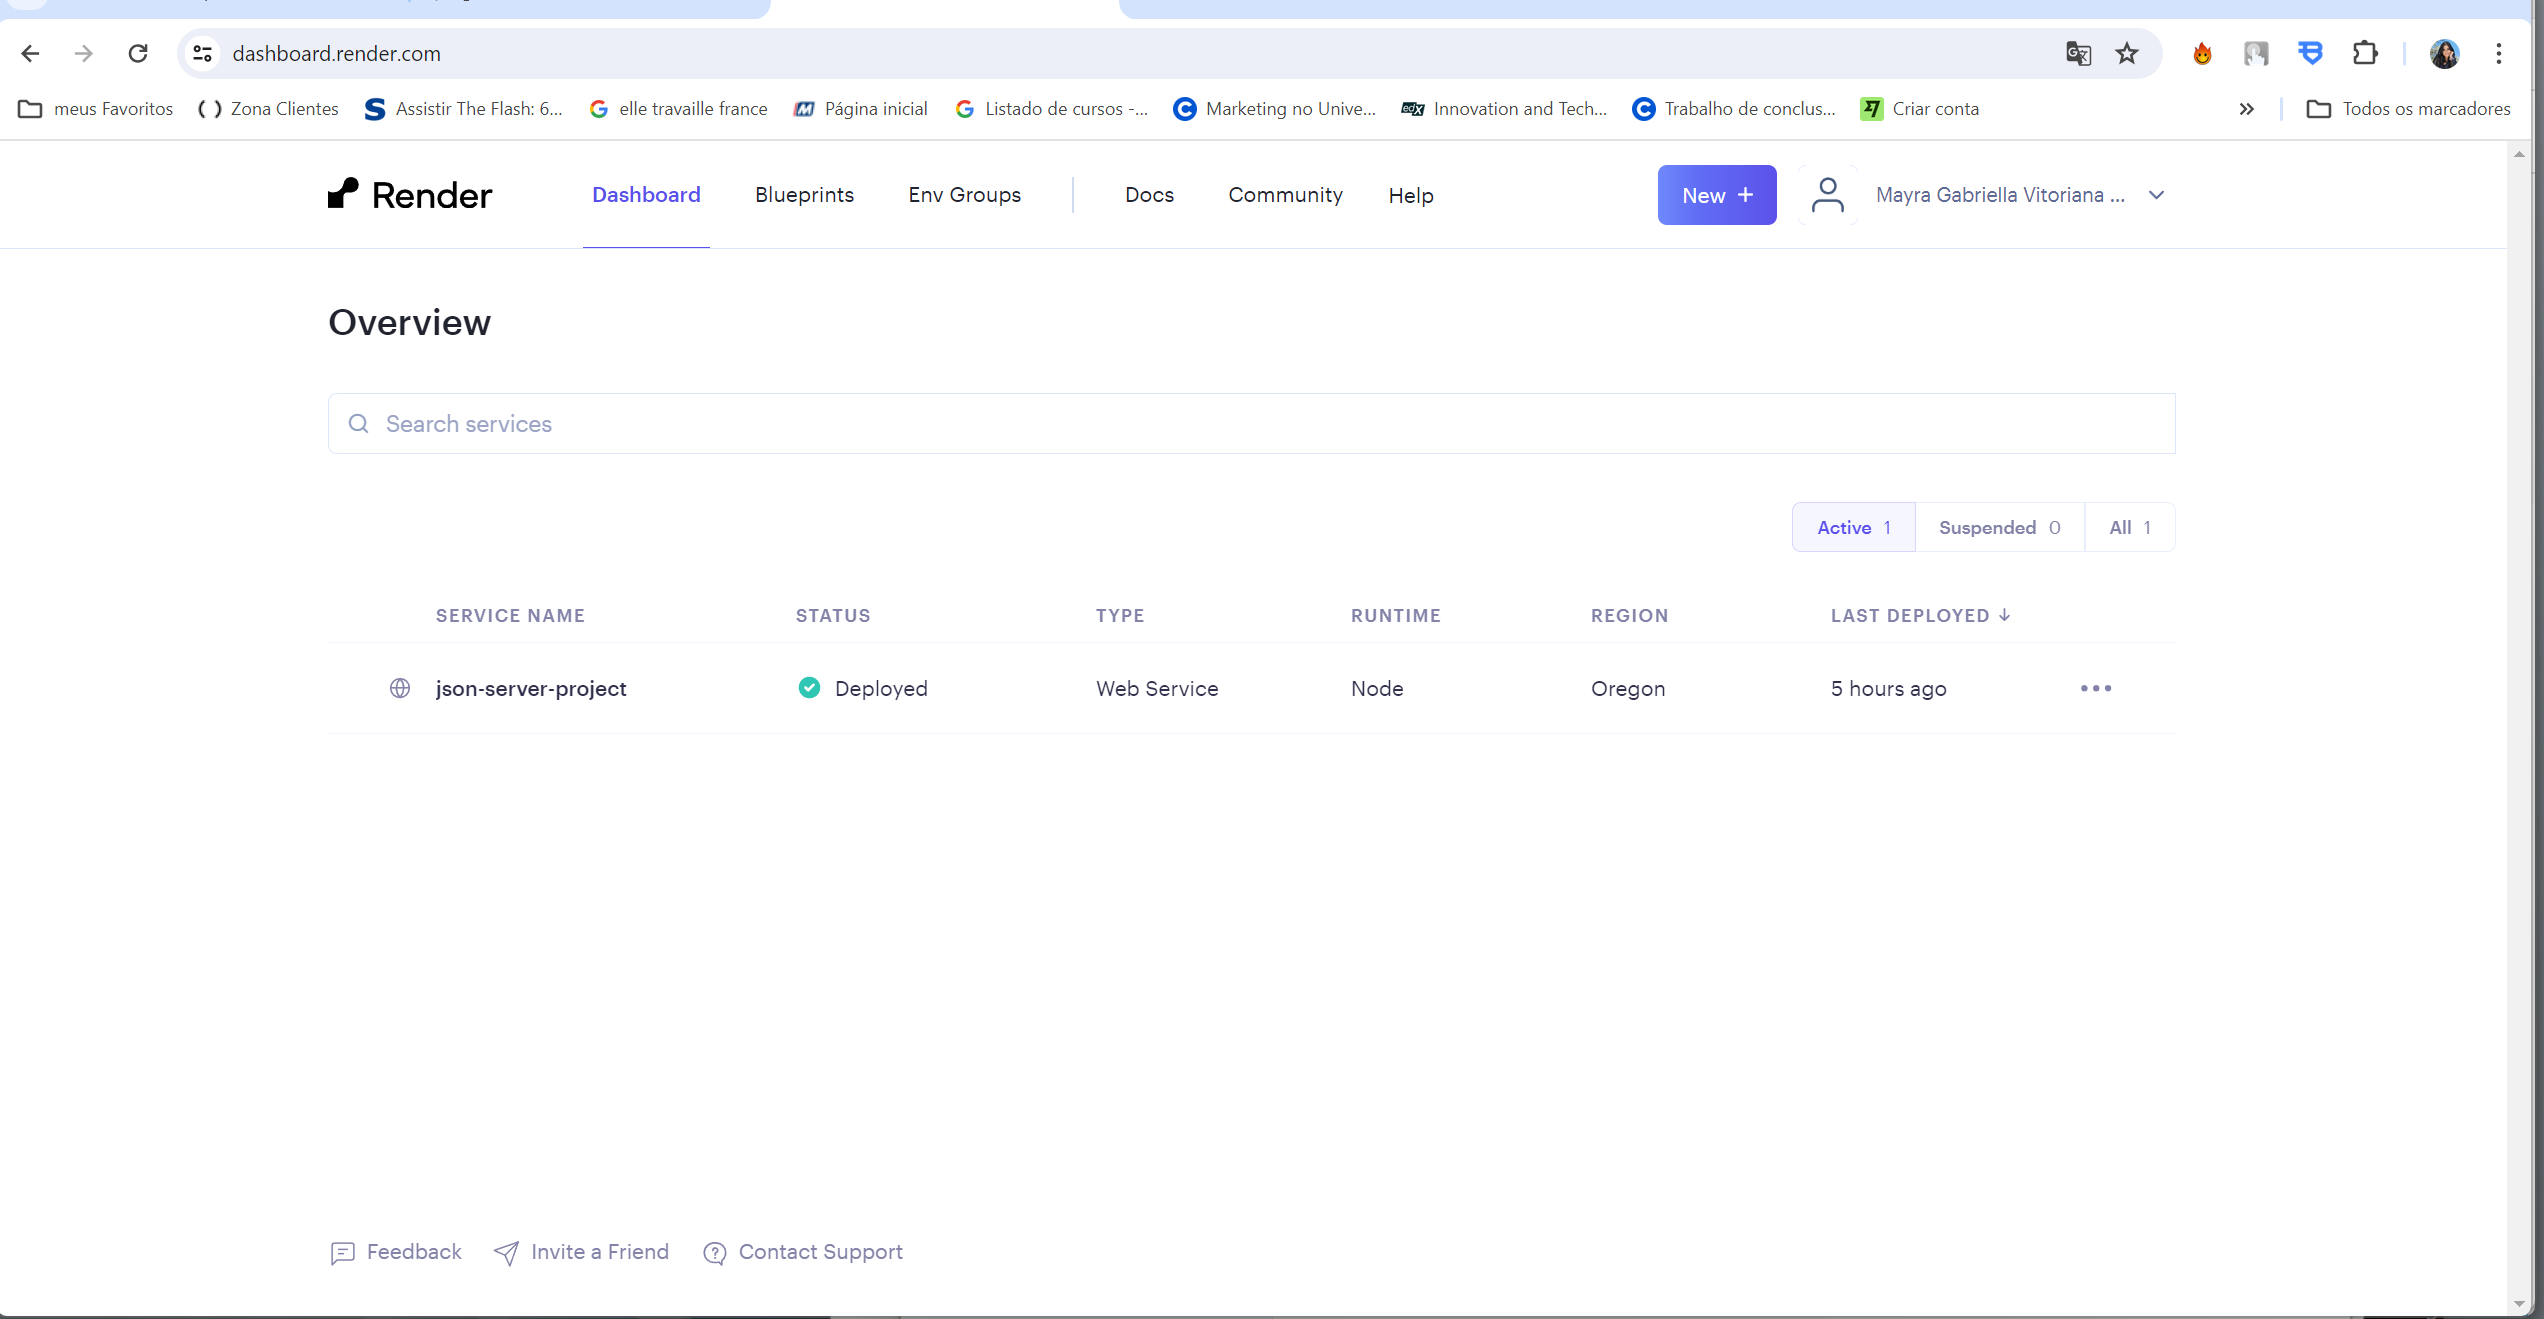 dashboard.render.com
meus Favoritos
Zona Clientes
Assistir The Flash: 6...
elle travaille france
Página inicial
Listado de cursos -...
Marketing no Unive...
Innovation and Tech...
Trabalho de conclus...
Criar conta
Todos os marcadores
Render
Dashboard
Blueprints
Env Groups
Docs
Community
Help
New +
Mayra Gabriella Vitoriana ...
Overview
Search services
Active 1
Suspended 0
All 1
SERVICE NAME STATUS TYPE RUNTIME REGION LAST DEPLOYED ↓
json-server-project Deployed Web Service Node Oregon 5 hours ago
Feedback
Invite a Friend
Contact Support